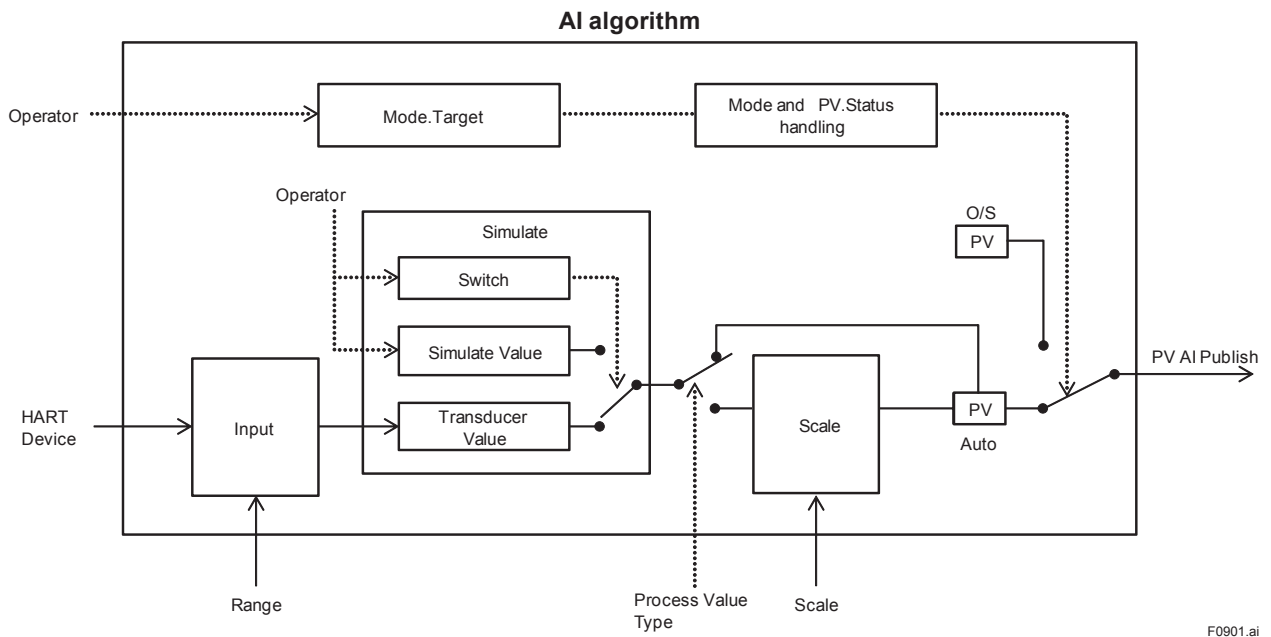 AI algorithm
Operator
Mode.Target
Mode and PV.Status
handling
Operator
Simulate
O/S
PV
Switch
Simulate Value
PV AI Publish
HART
Device
Input
Transducer
Value
Scale
PV
Auto
Range
Process Value
Type
Scale
F0901.ai